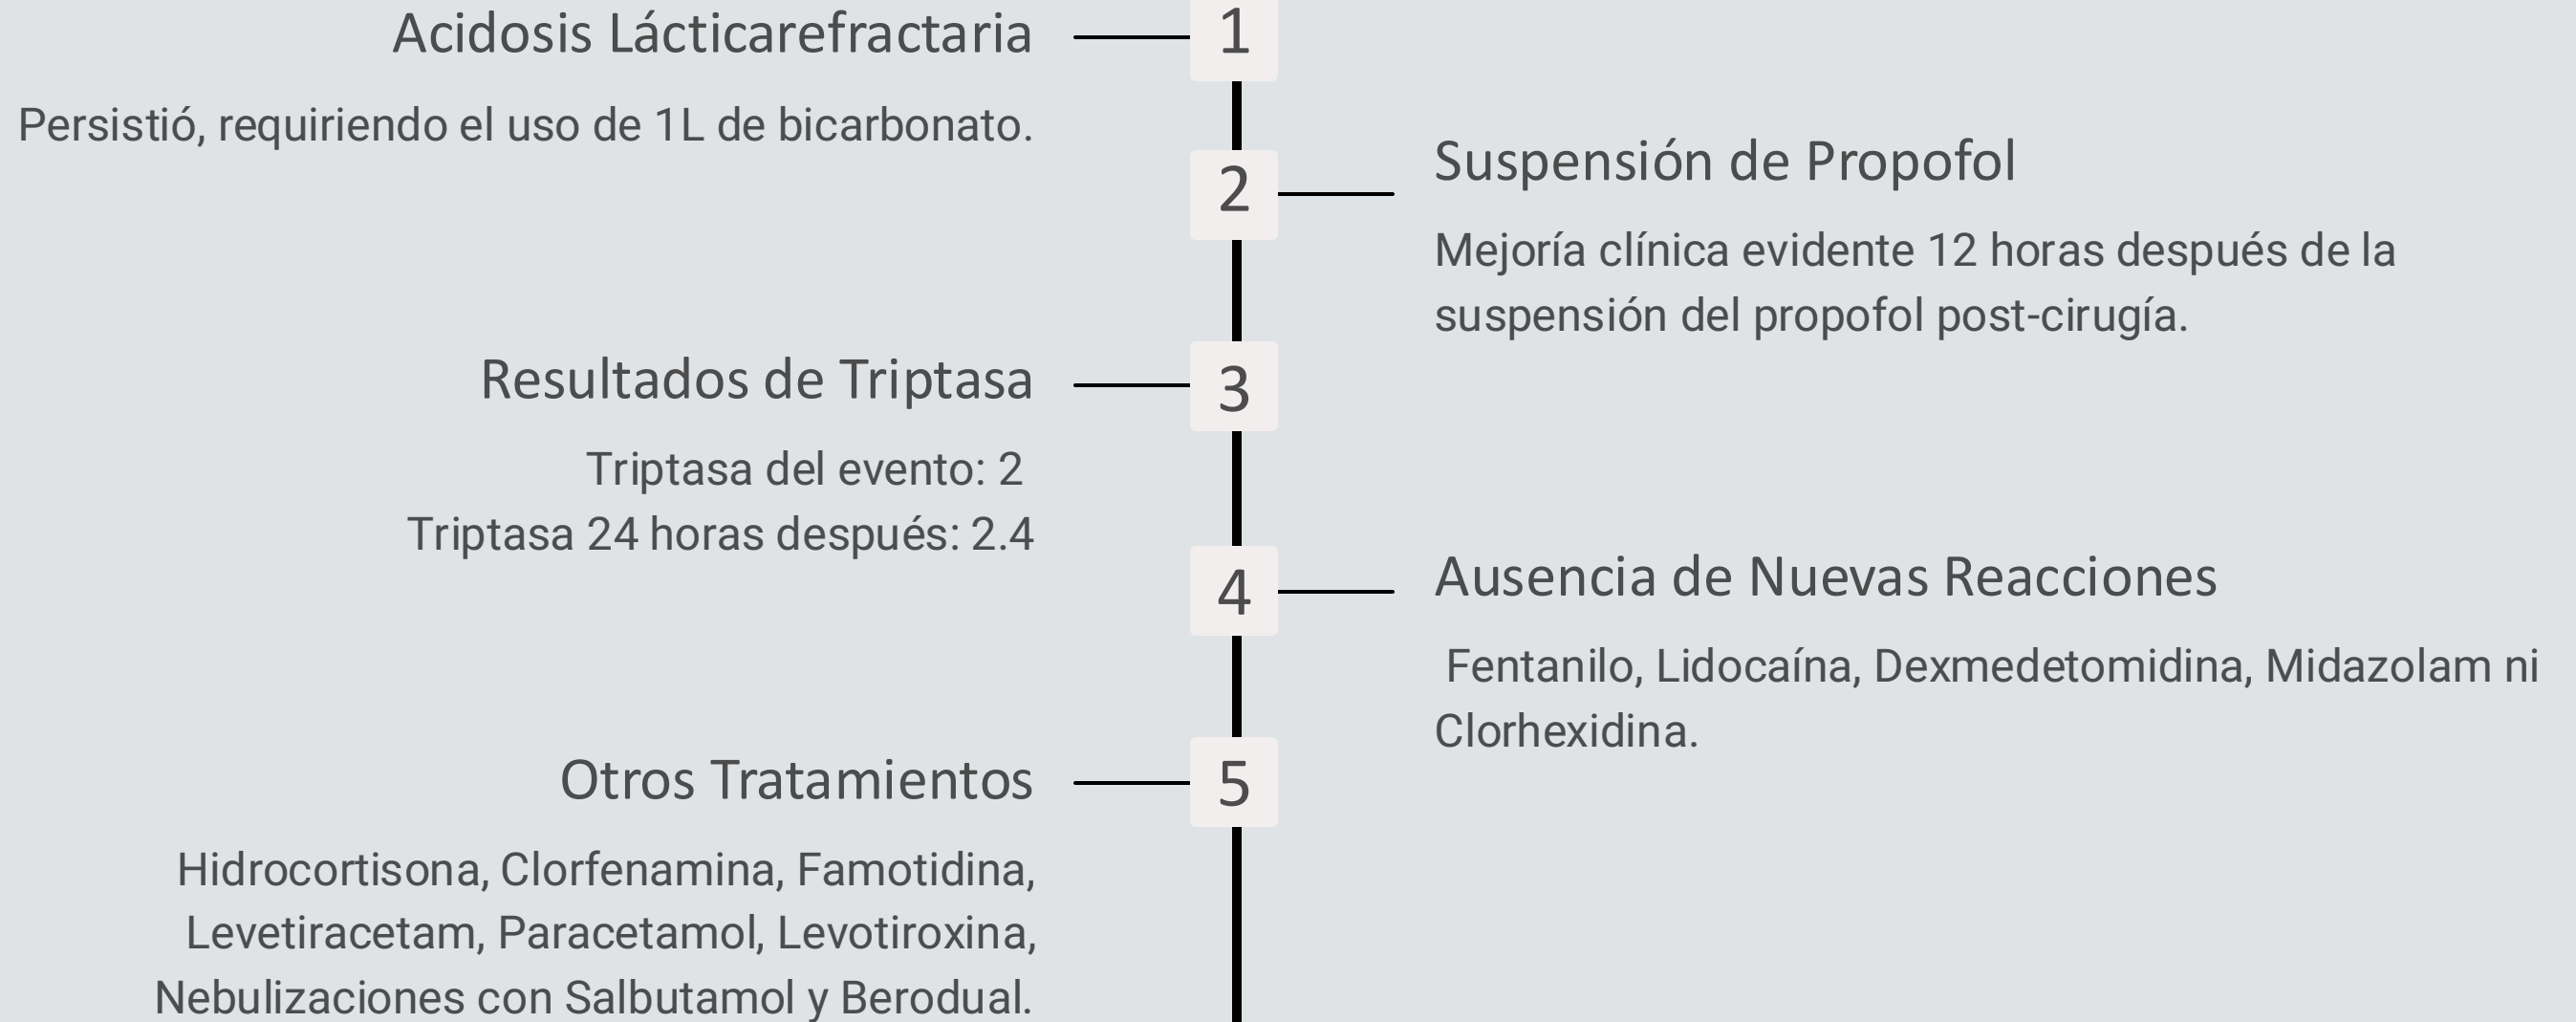 Acidosis Lácticarefractaria
1
Persistió, requiriendo el uso de 1L de bicarbonato.
2
Suspensión de Propofol
Mejoría clínica evidente 12 horas después de la
suspensión del propofol post-cirugía.
Resultados de Triptasa
3
Triptasa del evento: 2
Triptasa 24 horas después: 2.4
4
Ausencia de Nuevas Reacciones
Fentanilo, Lidocaína, Dexmedetomidina, Midazolam ni
Clorhexidina.
Otros Tratamientos
5
Hidrocortisona, Clorfenamina, Famotidina,
Levetiracetam, Paracetamol, Levotiroxina,
Nebulizaciones con Salbutamol y Berodual.